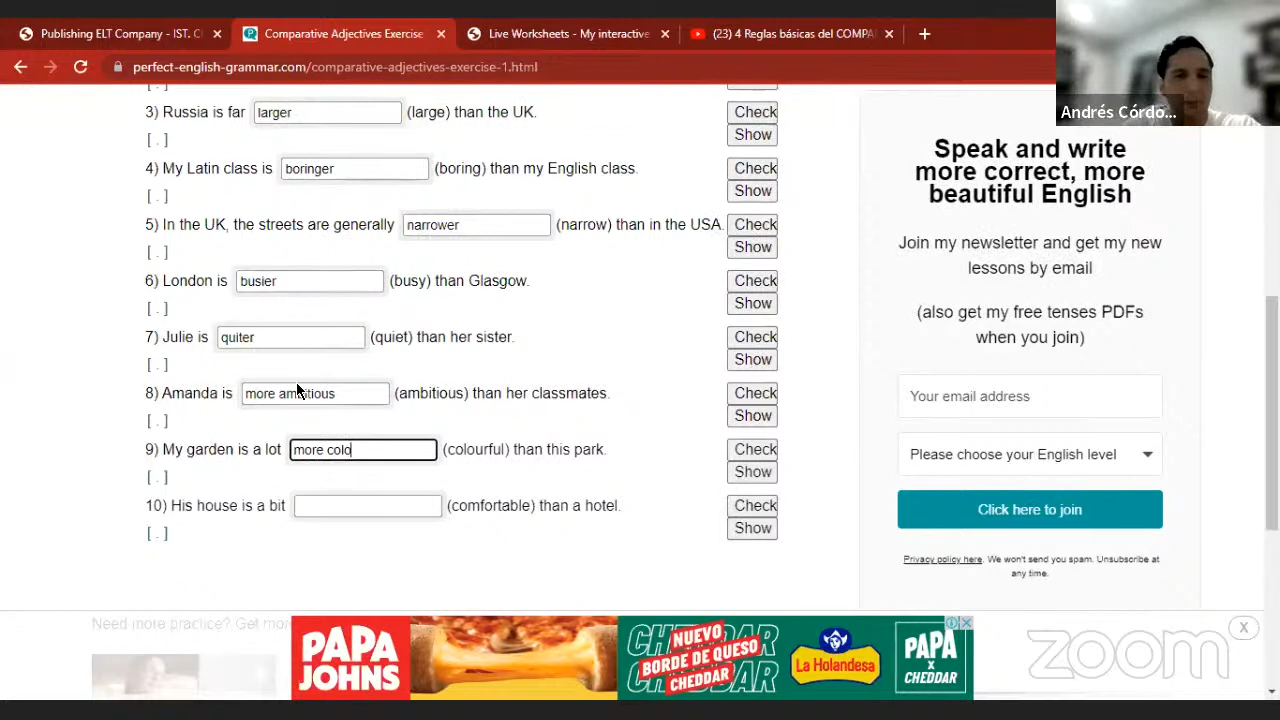 Publishing ELT Company - IST. C
Comparative Adjectives Exercise
Live Worksheets - My interactive
(23) 4 Reglas básicas del COMPA
perfect-english-grammar.com/comparative-adjectives-exercise-1.html
Andrés Córdo...
[ . ]
3) Russia is far larger (large) than the UK. Check
Show
[ . ]
4) My Latin class is boringer (boring) than my English class. Check
Show
[ . ]
5) In the UK, the streets are generally narrower (narrow) than in the USA. Check
Show
[ . ]
6) London is busier (busy) than Glasgow. Check
Show
[ . ]
7) Julie is quiter (quiet) than her sister. Check
Show
[ . ]
8) Amanda is more ambitious (ambitious) than her classmates. Check
Show
[ . ]
9) My garden is a lot more colo (colourful) than this park. Check
Show
[ . ]
10) His house is a bit (comfortable) than a hotel. Check
Show
[ . ]
Speak and write
more correct, more
beautiful English
Join my newsletter and get my new
lessons by email
(also get my free tenses PDFs
when you join)
Your email address
Please choose your English level
Click here to join
Privacy policy here. We won't send you spam. Unsubscribe at
any time.
Need more practice? Get mor
PAPA
JOHNS
CHEDDAR
NUEVO
BORDE DE QUESO
CHEDDAR
CHEDDAR
La Holandesa
PAPA
X
CHEDDAR
X
zoom